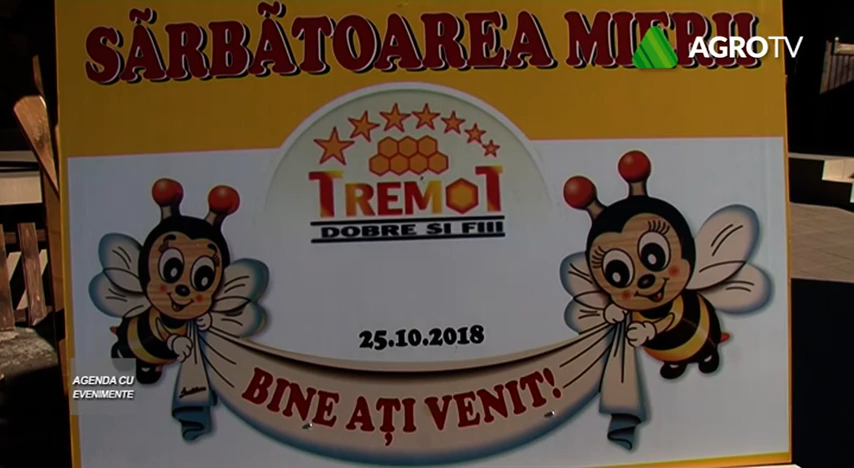 SĂRBĂTOAREA MIERII
AGROTV
TREMOT
DOBRE SI FIII
25.10.2018
AGENDA CU
EVENIMENTE
BINE AȚI VENIT!